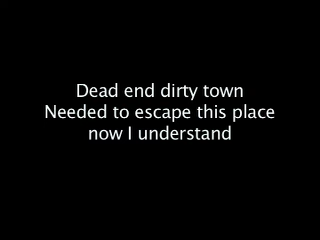 Dead end dirty town
Needed to escape this place
now I understand